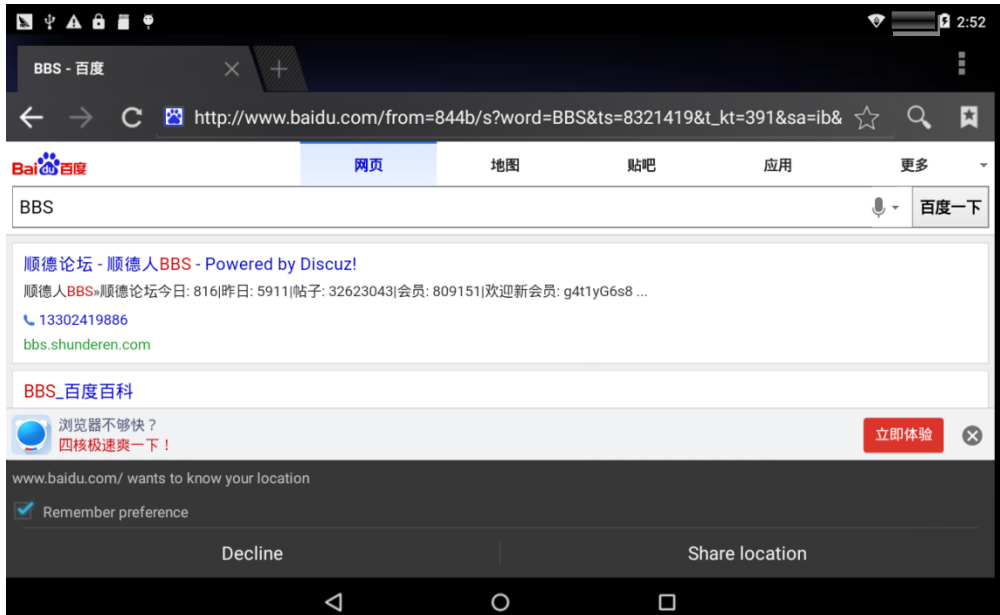 2:52
BBS - 百度
http://www.baidu.com/from=844b/s?word=BBS&ts=8321419&t_kt=391&sa=ib&
Bai du 百度 网页 地图 贴吧 应用 更多
BBS 百度一下
顺德论坛 - 顺德人BBS - Powered by Discuz!
顺德人BBS»顺德论坛今日: 816|昨日: 5911|帖子: 32623043|会员: 809151|欢迎新会员: g4t1yG6s8 ...
13302419886
bbs.shunderen.com
BBS_百度百科
浏览器不够快？
四核极速爽一下！
立即体验
www.baidu.com/ wants to know your location
Remember preference
Decline Share location